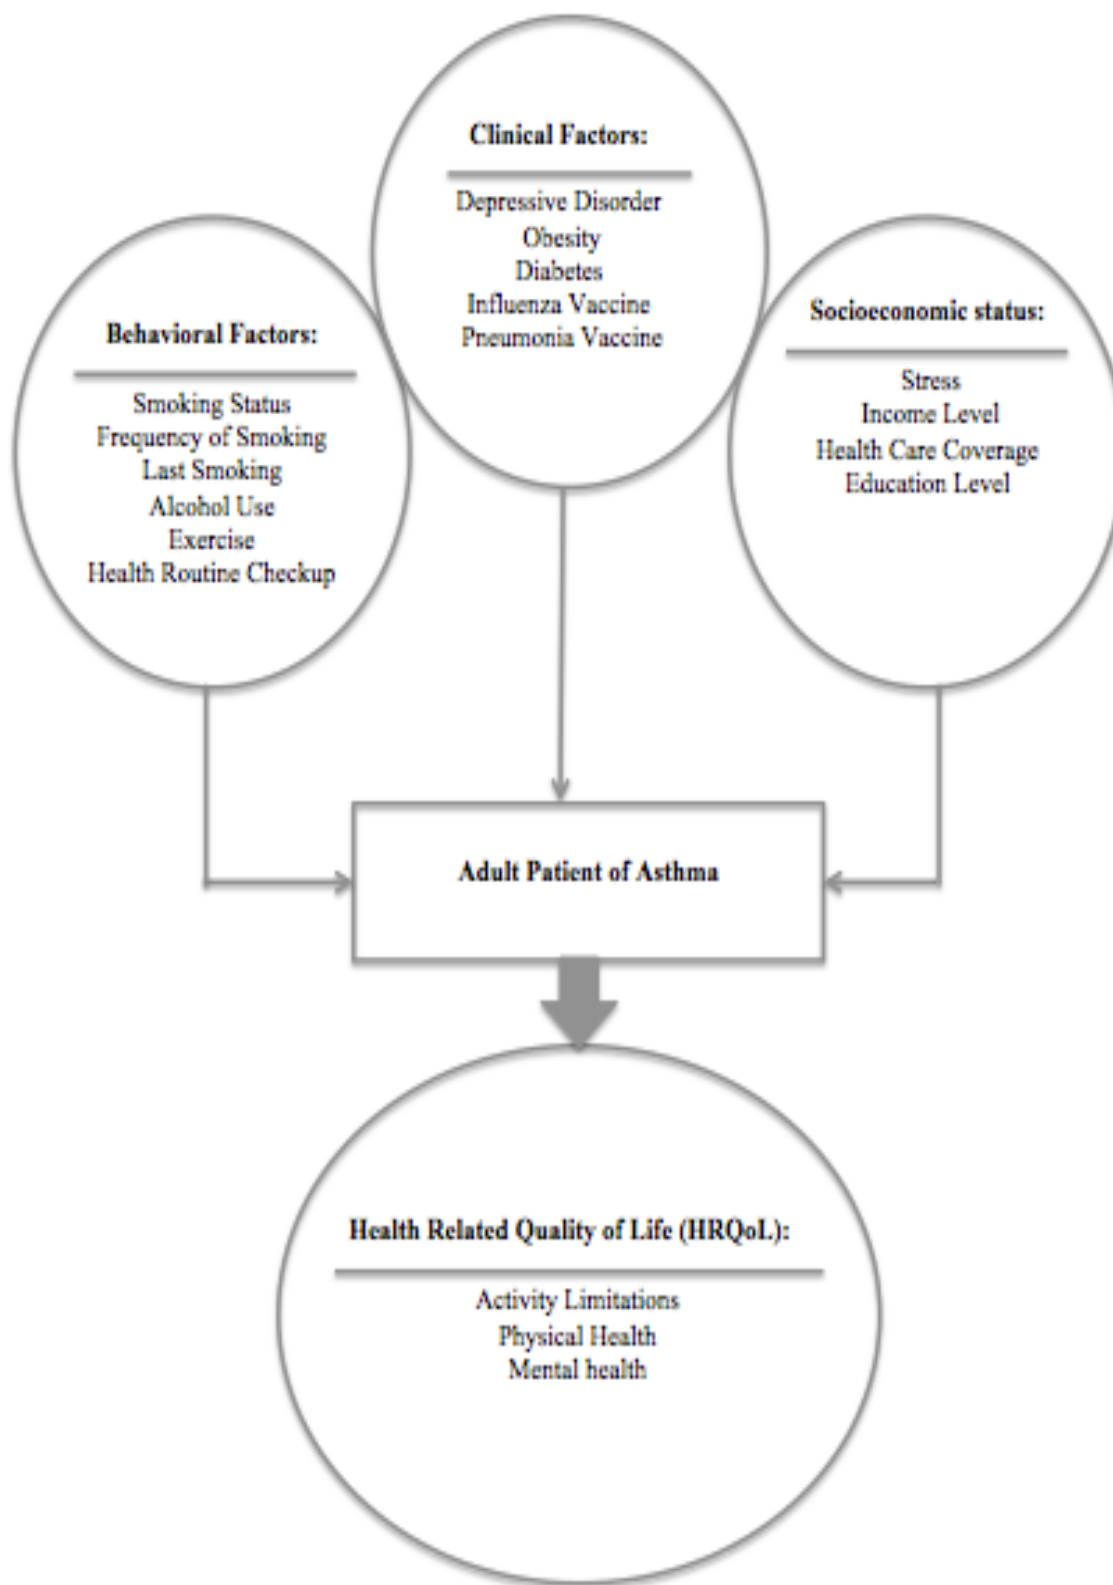 Clinical Factors:
Depressive Disorder
Obesity
Diabetes
Influenza Vaccine
Pneumonia Vaccine
Behavioral Factors:
Smoking Status
Frequency of Smoking
Last Smoking
Alcohol Use
Exercise
Health Routine Checkup
Socioeconomic status:
Stress
Income Level
Health Care Coverage
Education Level
Adult Patient of Asthma
Health Related Quality of Life (HRQoL):
Activity Limitations
Physical Health
Mental health